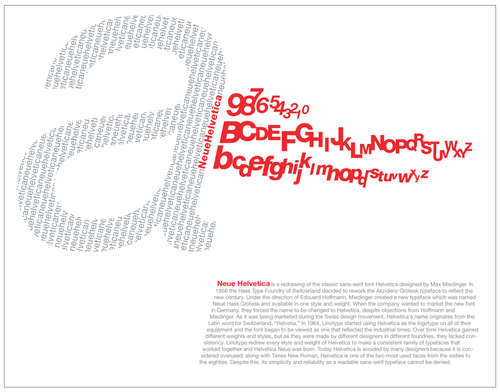 NeueHelvetica
9876543210
BCDEFGHIJKLMNOPQRSTUVWXYZ
bcdefghijklmnopqrstuvwxyz
Neue Helvetica is a redrawing of the classic sans-serif font Helvetica designed by Max Miedinger. In
1956 the Hass Type Foundry of Switzerland decided to rework the Akzidenz Grotesk typeface to reflect the
new century. Under the direction of Edouard Hoffmann, Miedinger created a new typeface which was named
Neue Hass Grotesk and available in one style and weight. When the company wanted to market the new font
in Germany, they forced the name to be changed to Helvetica, despite objections from Hoffmann and
Miedinger. As it was being marketed during the Swiss design movement, Helvetica's name originates from the
Latin word for Switzerland, "Helvetia." In 1964, Linotype started using Helvetica as the logotype on all of their
equipment and the font began to be viewed as one that reflected the industrial times. Over time Helvetica gained
different weights and styles, but as they were made by different designers in different foundries, they lacked con-
sistency. Linotype redrew every style and weight of Helvetica to make a consistent family of typefaces that
worked together and Helvetica Neue was born. Today Helvetica is avoided by many designers because it is con-
sidered overused: along with Times New Roman, Helvetica is one of the two most used faces from the sixties to
the eighties. Despite this, its simplicity and reliability as a readable sans-serif typeface cannot be denied.